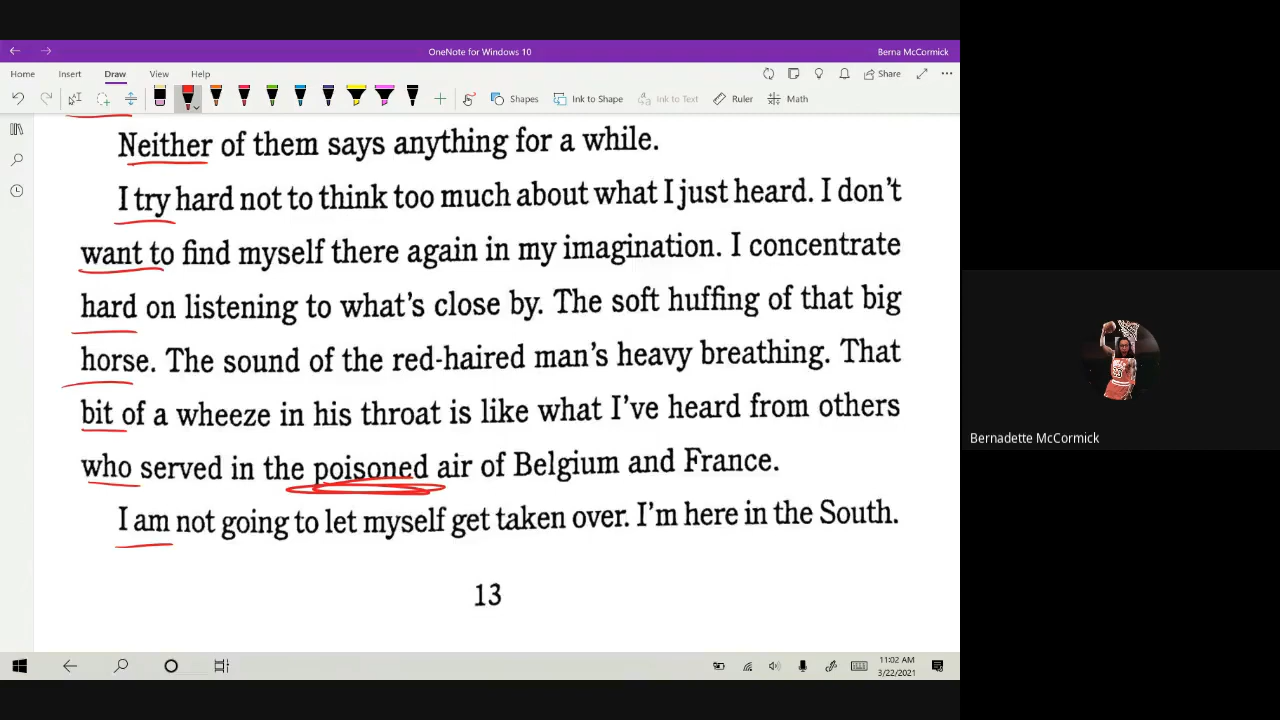 OneNote for Windows 10
Berna McCormick
Home Insert Draw View Help
Share
Shapes Ink to Shape Ink to Text Ruler Math
Neither of them says anything for a while.
I try hard not to think too much about what I just heard. I don't
want to find myself there again in my imagination. I concentrate
hard on listening to what's close by. The soft huffing of that big
horse. The sound of the red-haired man's heavy breathing. That
bit of a wheeze in his throat is like what I've heard from others
who served in the poisoned air of Belgium and France.
I am not going to let myself get taken over. I'm here in the South.
13
Bernadette McCormick
11:02 AM
3/22/2021